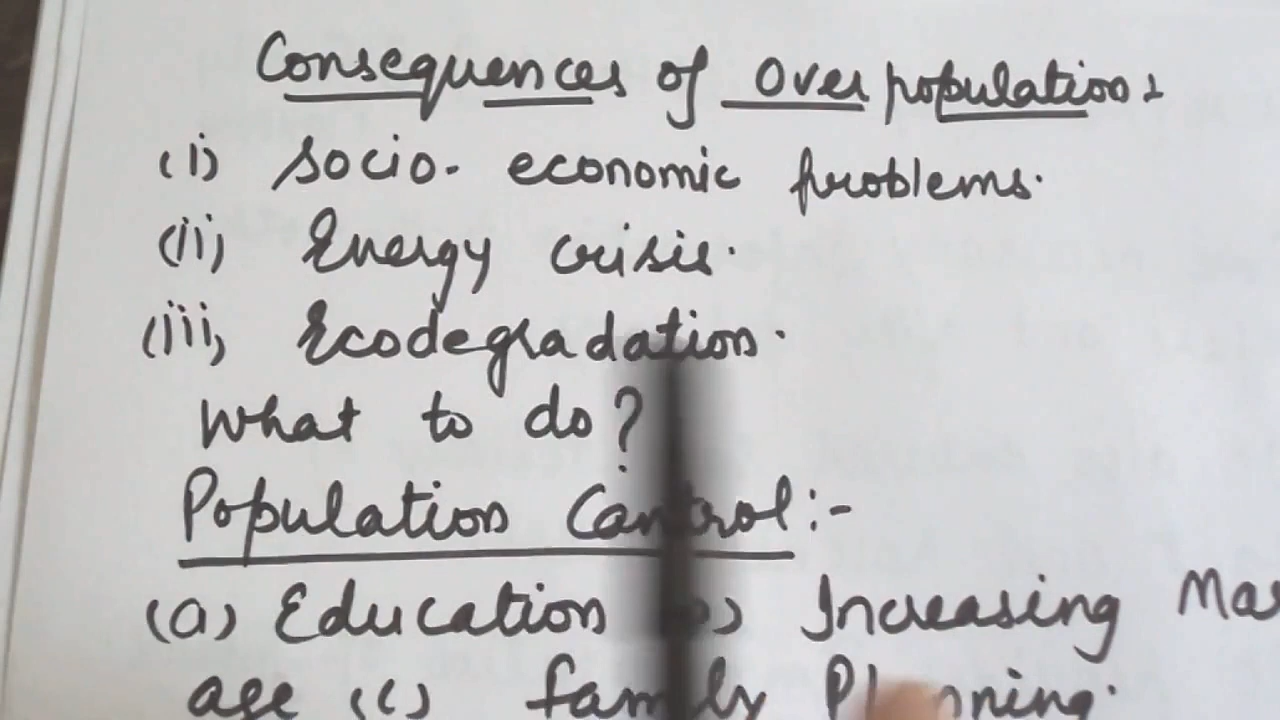 Consequences of Over population:
(i) Socio- economic problems.
(ii) Energy crisis.
(iii) Ecodegradation.
What to do?
Population Control :-
(a) Education (b) Increasing
age (c) family Planning.